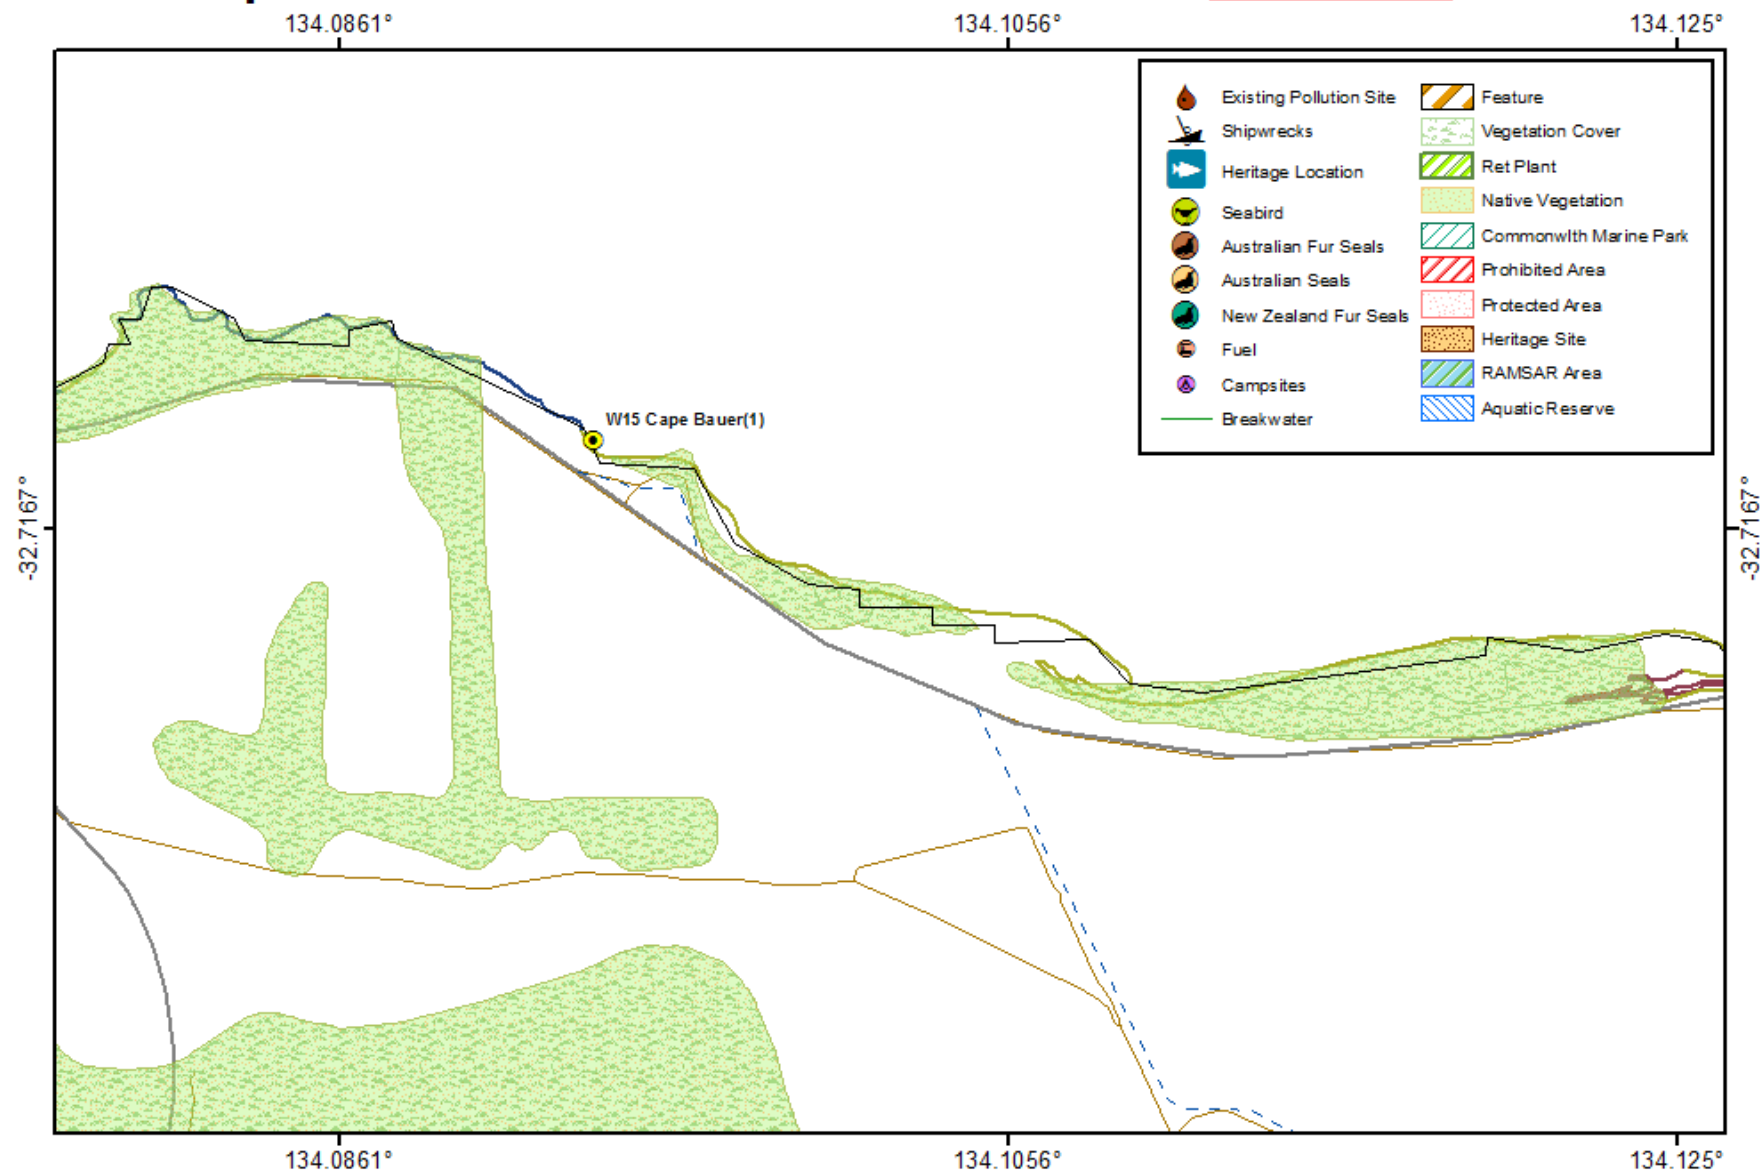 134.0861° 134.1056° 134.125°
Existing Pollution Site
Shipwrecks
Heritage Location
Seabird
Australian Fur Seals
Australian Seals
New Zealand Fur Seals
Fuel
Campsites
Breakwater
Feature
Vegetation Cover
Ret Plant
Native Vegetation
Commonwlth Marine Park
Prohibited Area
Protected Area
Heritage Site
RAMSAR Area
Aquatic Reserve
W15 Cape Bauer(1)
-32.7167°
-32.7167°
134.0861° 134.1056° 134.125°